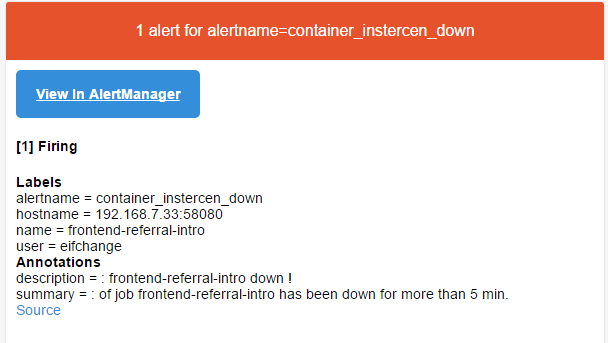 1 alert for alertname=container_instercen_down
View In AlertManager
[1] Firing
Labels
alertname = container_instercen_down
hostname = 192.168.7.33:58080
name = frontend-referral-intro
user = eifchange
Annotations
description = : frontend-referral-intro down !
summary = : of job frontend-referral-intro has been down for more than 5 min.
Source